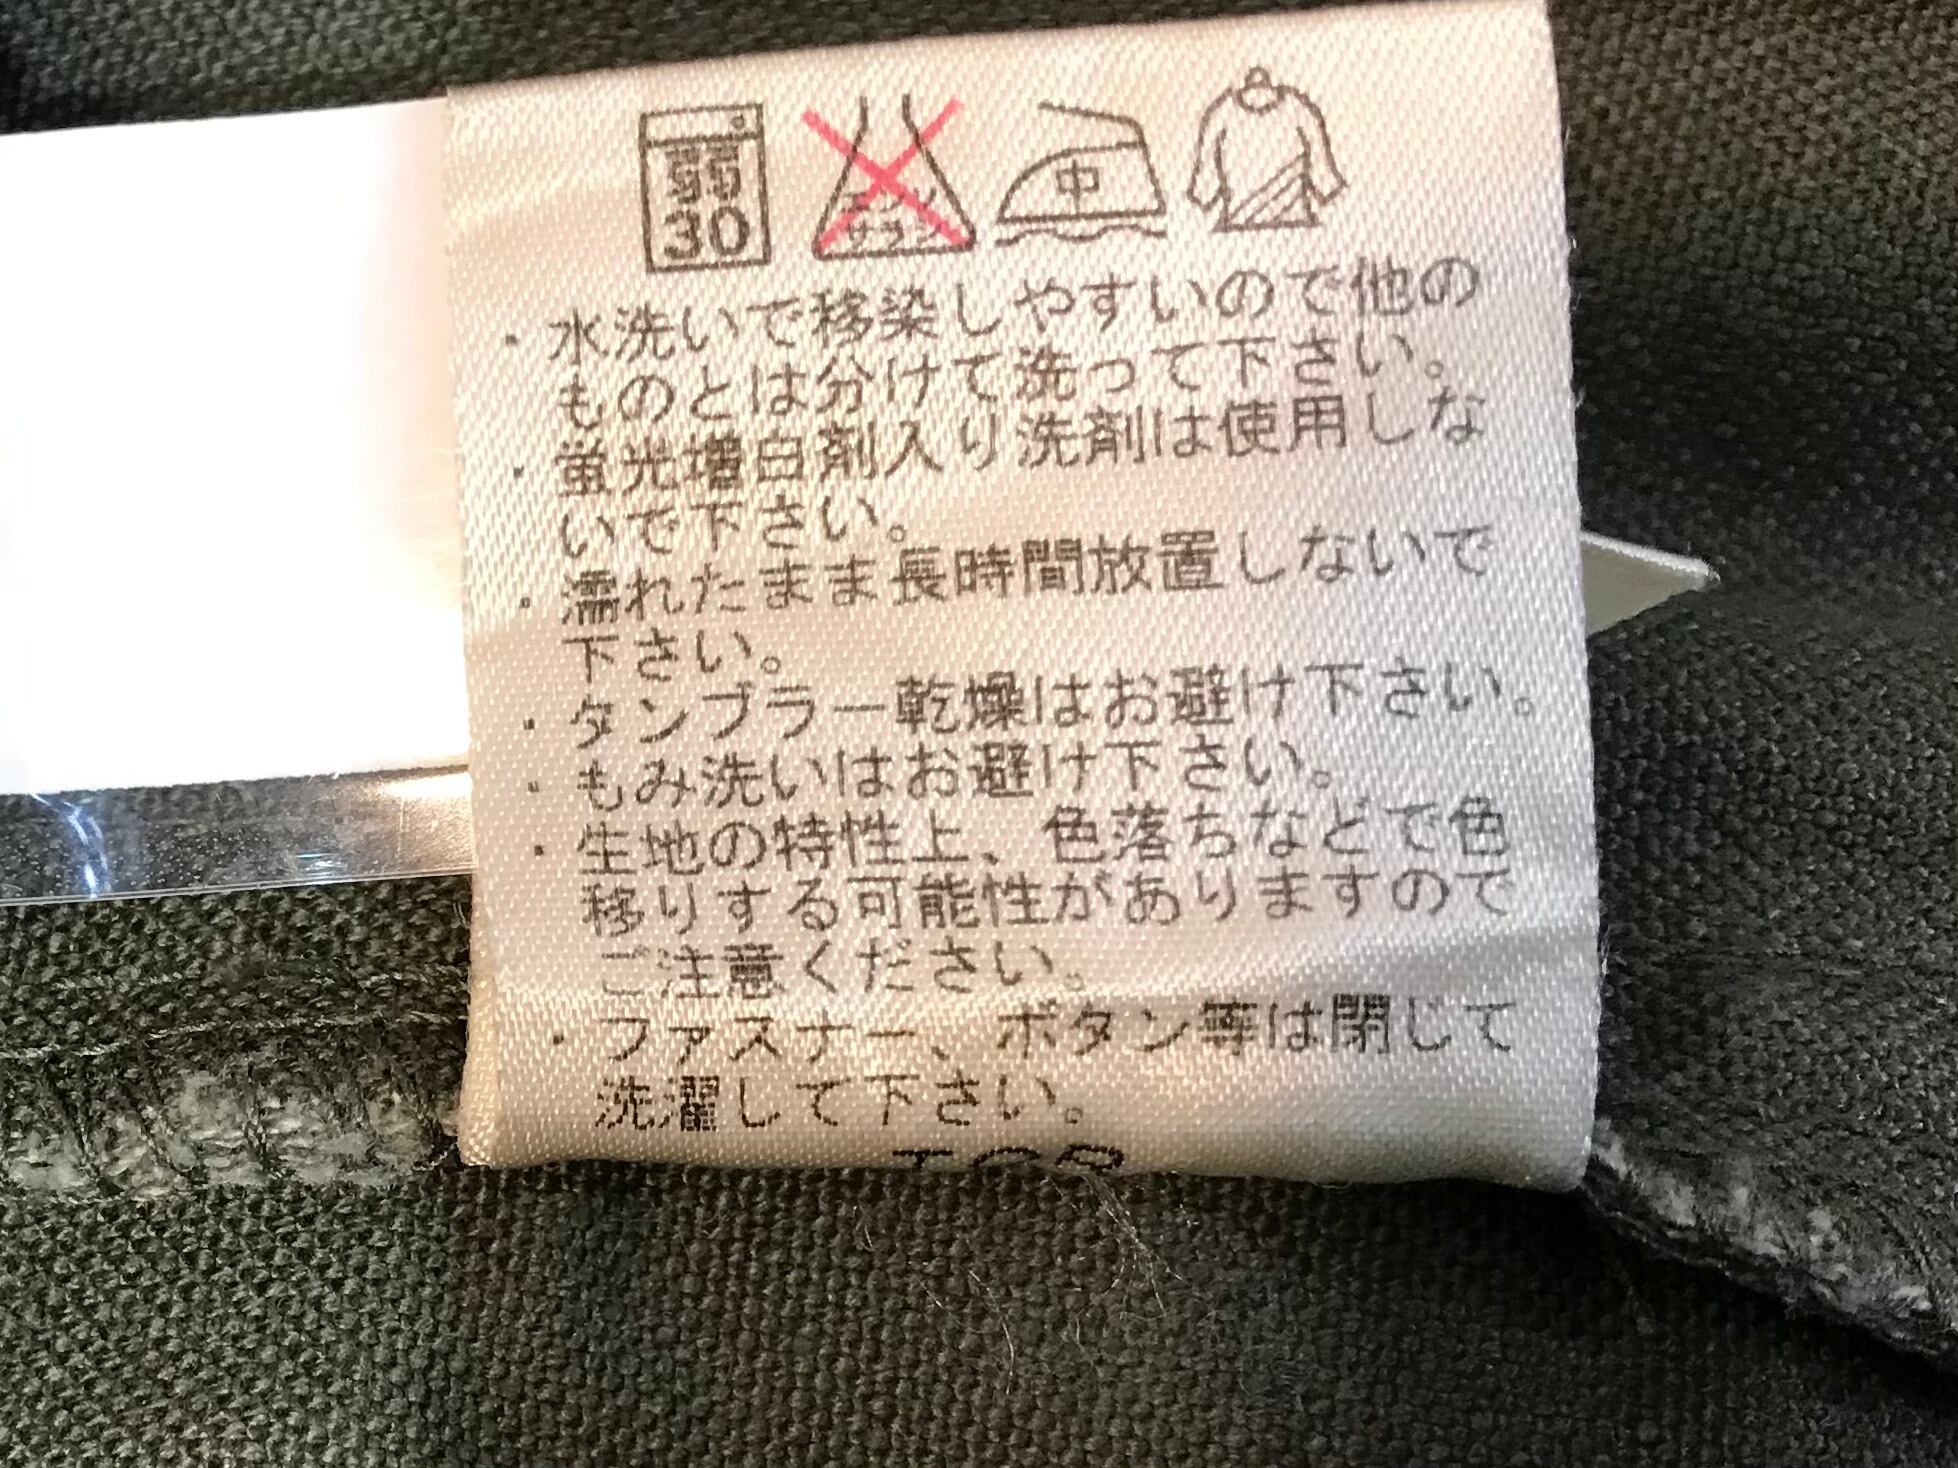 弱
30
エンソ
サラシ
中
・水洗いで移染しやすいので他の
ものとは分けて洗って下さい。
・蛍光増白剤入り洗剤は使用しな
いで下さい。
・濡れたまま長時間放置しないで
下さい。
・タンブラー乾燥はお避け下さい。
・もみ洗いはお避け下さい。
・生地の特性上、色落ちなどで色
移りする可能性がありますので
ご注意ください。
・ファスナー、ボタン等は閉じて
洗濯して下さい。